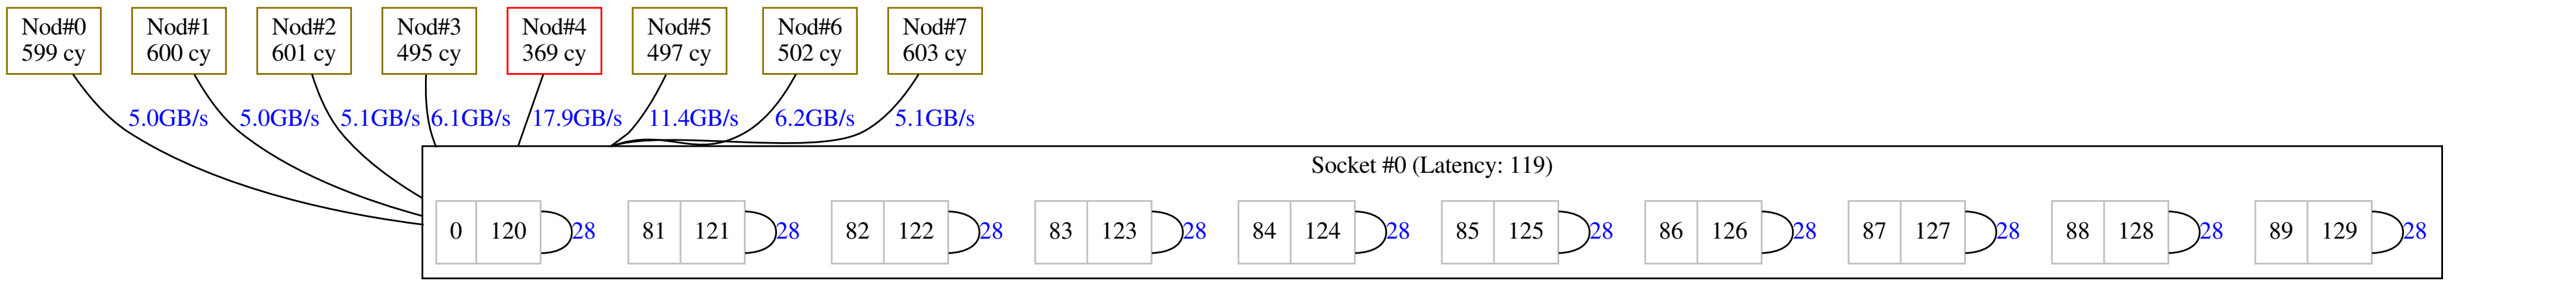 Nod#0
599 cy
Nod#1
600 cy
Nod#2
601 cy
Nod#3
495 cy
Nod#4
369 cy
Nod#5
497 cy
Nod#6
502 cy
Nod#7
603 cy
5.0GB/s
5.0GB/s
5.1GB/s
6.1GB/s
17.9GB/s
11.4GB/s
6.2GB/s
5.1GB/s
Socket #0 (Latency: 119)
0 120 28
81 121 28
82 122 28
83 123 28
84 124 28
85 125 28
86 126 28
87 127 28
88 128 28
89 129 28